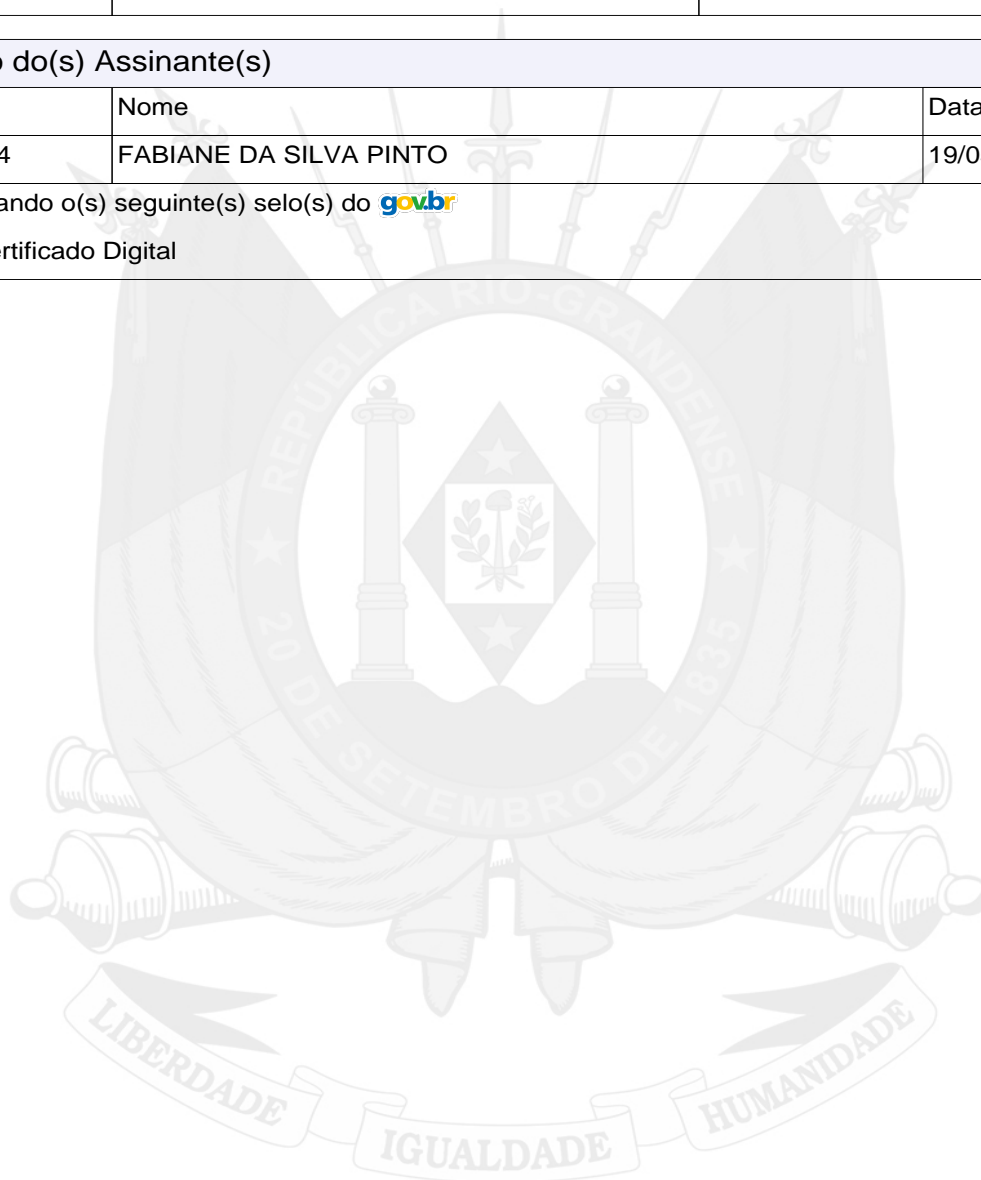 o do(s) Assinante(s)
Nome Data
4 FABIANE DA SILVA PINTO 19/0
ando o(s) seguinte(s) selo(s) do gov.br
ertificado Digital
REPÚBLICA RIO-GRANDENSE
20 DE SETEMBRO DE 1835
LIBERDADE IGUALDADE HUMANIDADE